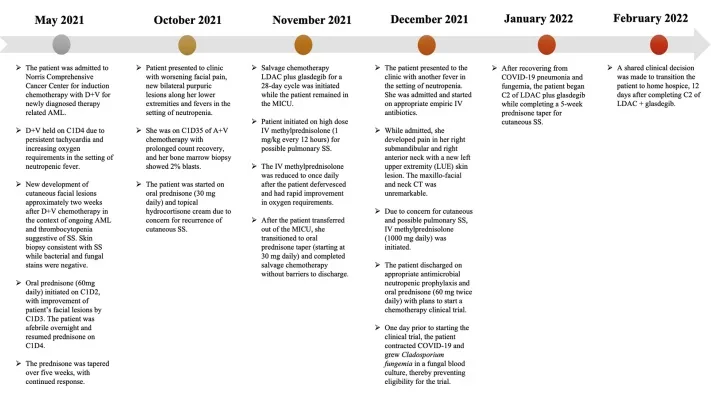 May 2021
October 2021
November 2021
December 2021
January 2022
February 2022
➢ The patient was admitted to
Norris Comprehensive
Cancer Center for induction
chemotherapy with D+V for
newly diagnosed therapy
related AML.
➢ D+V held on C1D4 due to
persistent tachycardia and
increasing oxygen
requirements in the setting of
neutropenic fever.
➢ New development of
cutaneous facial lesions
approximately two weeks
after D+V chemotherapy in
the context of ongoing AML
and thrombocytopenia
suggestive of SS. Skin
biopsy consistent with SS
while bacterial and fungal
stains were negative.
➢ Oral prednisone (60mg
daily) initiated on C1D2,
with improvement of
patient's facial lesions by
C1D3. The patient was
afebrile overnight and
resumed prednisone on
C1D4.
➢ The prednisone was tapered
over five weeks, with
continued response.
➢ Patient presented to clinic
with worsening facial pain,
new bilateral purpuric
lesions along her lower
extremities and fevers in the
setting of neutropenia.
➢ She was on C1D35 of A+V
chemotherapy with
prolonged count recovery,
and her bone marrow biopsy
showed 2% blasts.
➢ The patient was started on
oral prednisone (30 mg
daily) and topical
hydrocortisone cream due to
concern for recurrence of
cutaneous SS.
➢ Salvage chemotherapy
LDAC plus glasdegib for a
28-day cycle was initiated
while the patient remained in
the MICU.
➢ Patient initiated on high dose
IV methylprednisolone (1
mg/kg every 12 hours) for
possible pulmonary SS.
➢ The IV methylprednisolone
was reduced to once daily
after the patient defervesced
and had rapid improvement
in oxygen requirements.
➢ After the patient transferred
out of the MICU, she
transitioned to oral
prednisone taper (starting at
30 mg daily) and completed
salvage chemotherapy
without barriers to discharge.
➢ The patient presented to the
clinic with another fever in the
setting of neutropenia. She
was admitted and started
on appropriate empiric IV
antibiotics.
➢ While admitted, she
developed pain in her right
submandibular and right
anterior neck with a new left
upper extremity (LUE) skin
lesion. The maxillo-facial
and neck CT was
unremarkable.
➢ Due to concern for cutaneous
and possible pulmonary SS,
IV methylprednisolone
(1000 mg daily) was
initiated.
➢ The patient discharged on
appropriate antimicrobial
neutropenic prophylaxis and
oral prednisone (60 mg twice
daily) with plans to start a
chemotherapy clinical trial.
➢ One day prior to starting the
clinical trial, the patient
contracted COVID-19 and
grew Cladosporium
fungemia in a fungal blood
culture, thereby preventing
eligibility for the trial.
➢ After recovering from
COVID-19 pneumonia and
fungemia, the patient began
C2 of LDAC plus glasdegib
while completing a 5-week
prednisone taper for
cutaneous SS.
➢ A shared clinical decision
was made to transition the
patient to home hospice, 12
days after completing C2 of
LDAC + glasdegib.